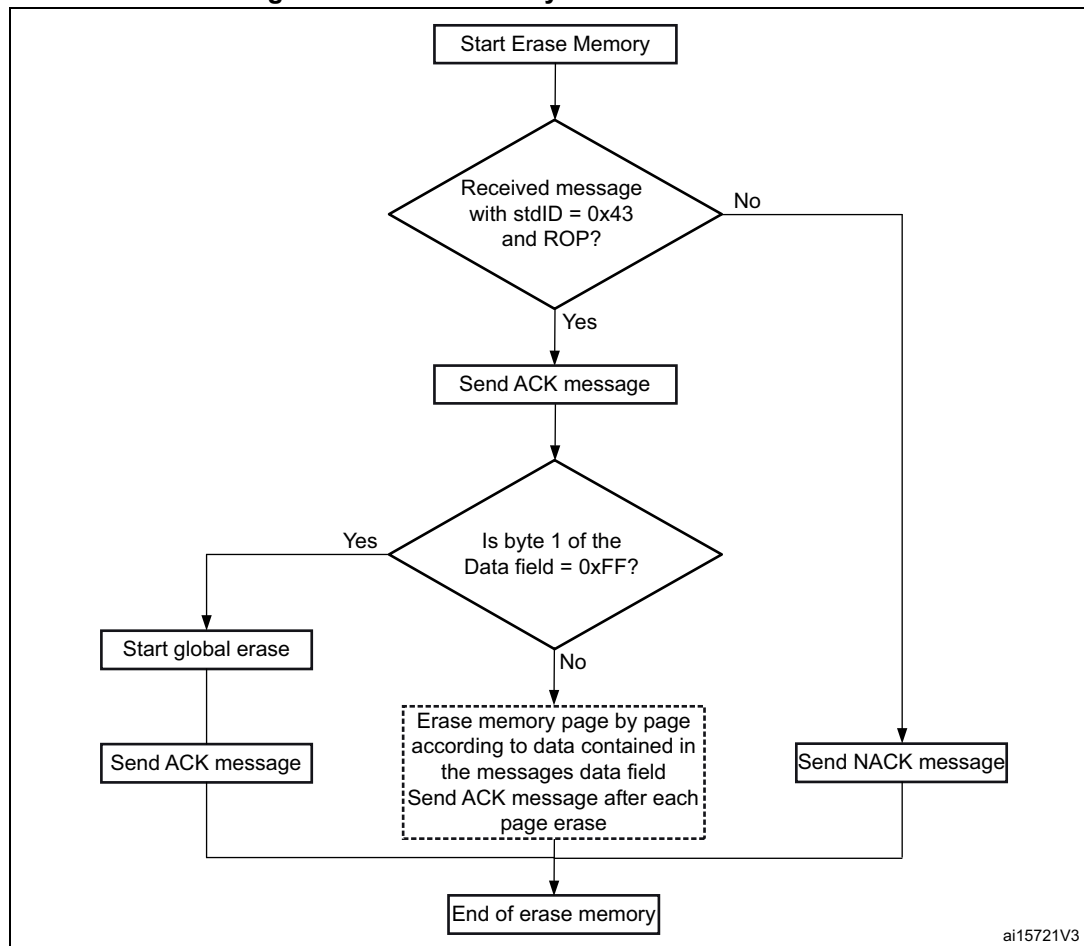 Start Erase Memory
Received message
with stdID = 0x43
and ROP?
No
Yes
Send ACK message
Yes
Is byte 1 of the
Data field = 0xFF?
Start global erase
No
Erase memory page by page
according to data contained in
the messages data field
Send ACK message after each
page erase
Send ACK message
Send NACK message
End of erase memory
ai15721V3